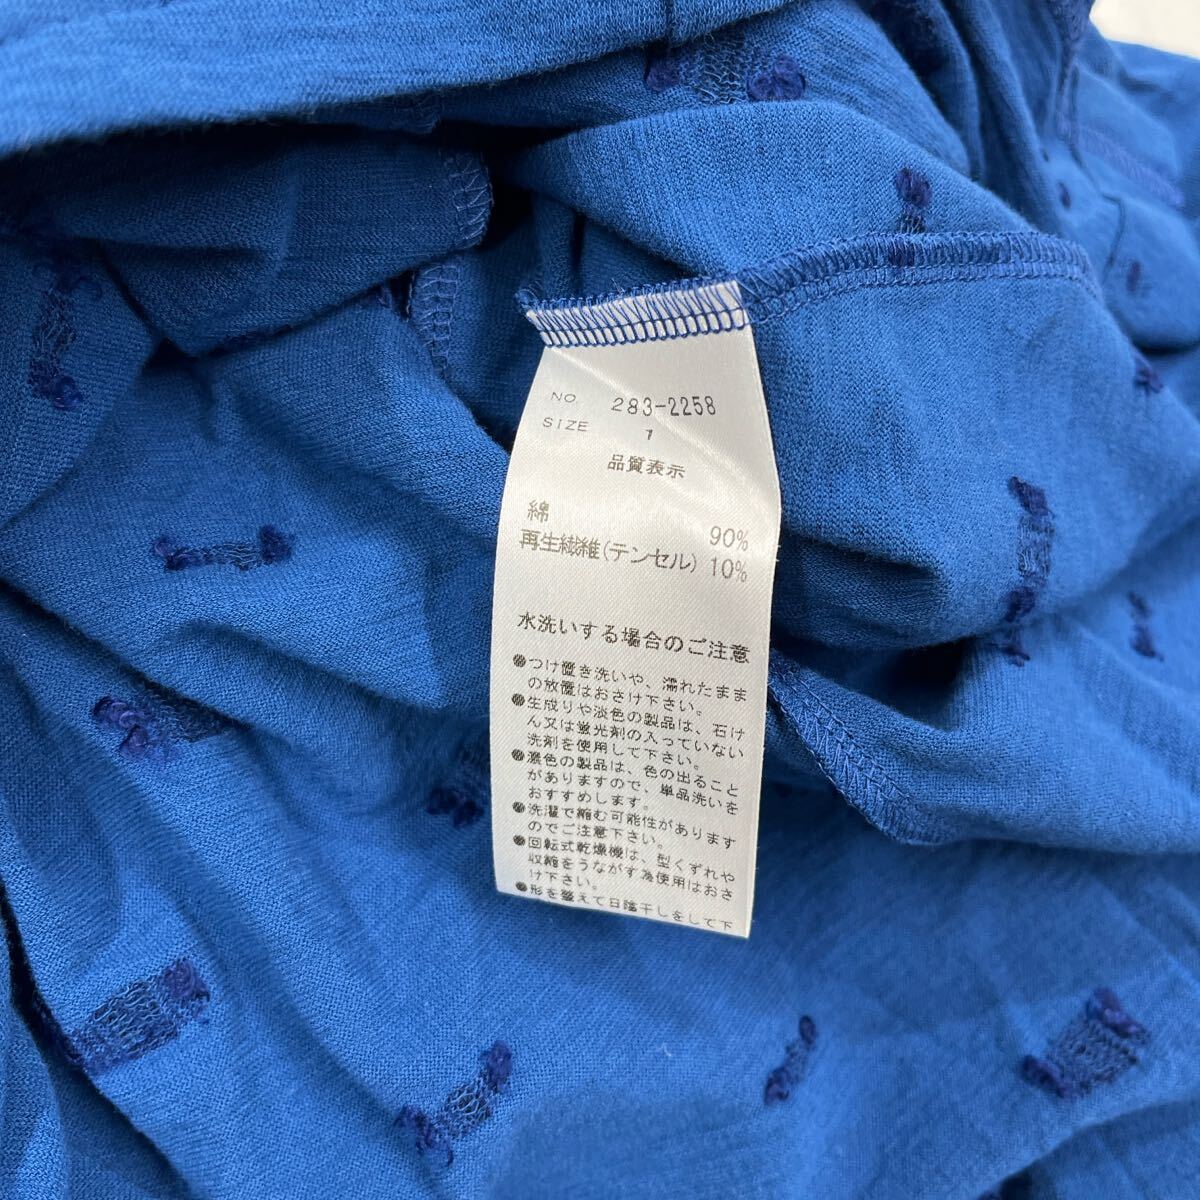 NO. 283-2258
SIZE 1
品質表示
綿 90%
再生繊維(テンセル) 10%
水洗いする場合のご注意
●つけ置き洗いや、濡れたまま
の放置はおさけ下さい。
●生成りや淡色の製品は、石け
ん又は蛍光剤の入っていない
洗剤を使用して下さい。
●濃色の製品は、色の出ること
がありますので、単品洗いを
おすすめします。
●洗濯で縮む可能性があります
のでご注意下さい。
●回転式乾燥機は、型くずれや
収縮をうながす為使用はおさ
け下さい。
●形を整えて日陰干しをして下